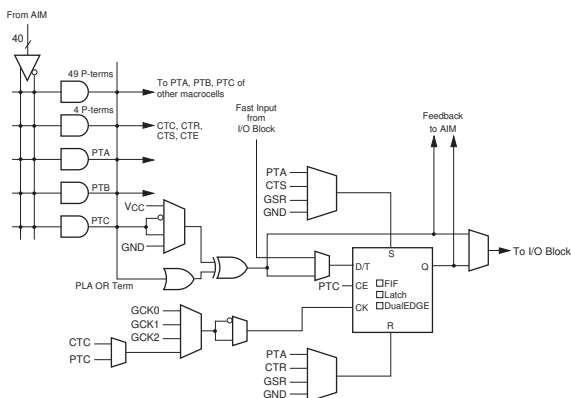 From AIM
40
49 P-terms
To PTA, PTB, PTC of
other macrocells
4 P-terms
CTC, CTR,
CTS, CTE
PTA
PTB
PTC
VCC
GND
PLA OR Term
Fast Input
from
I/O Block
Feedback
to AIM
PTA
CTS
GSR
GND
S
D/T
Q
To I/O Block
PTC
CE
FIF
Latch
DualEDGE
CK
R
GCK0
GCK1
GCK2
CTC
PTC
PTA
CTR
GSR
GND